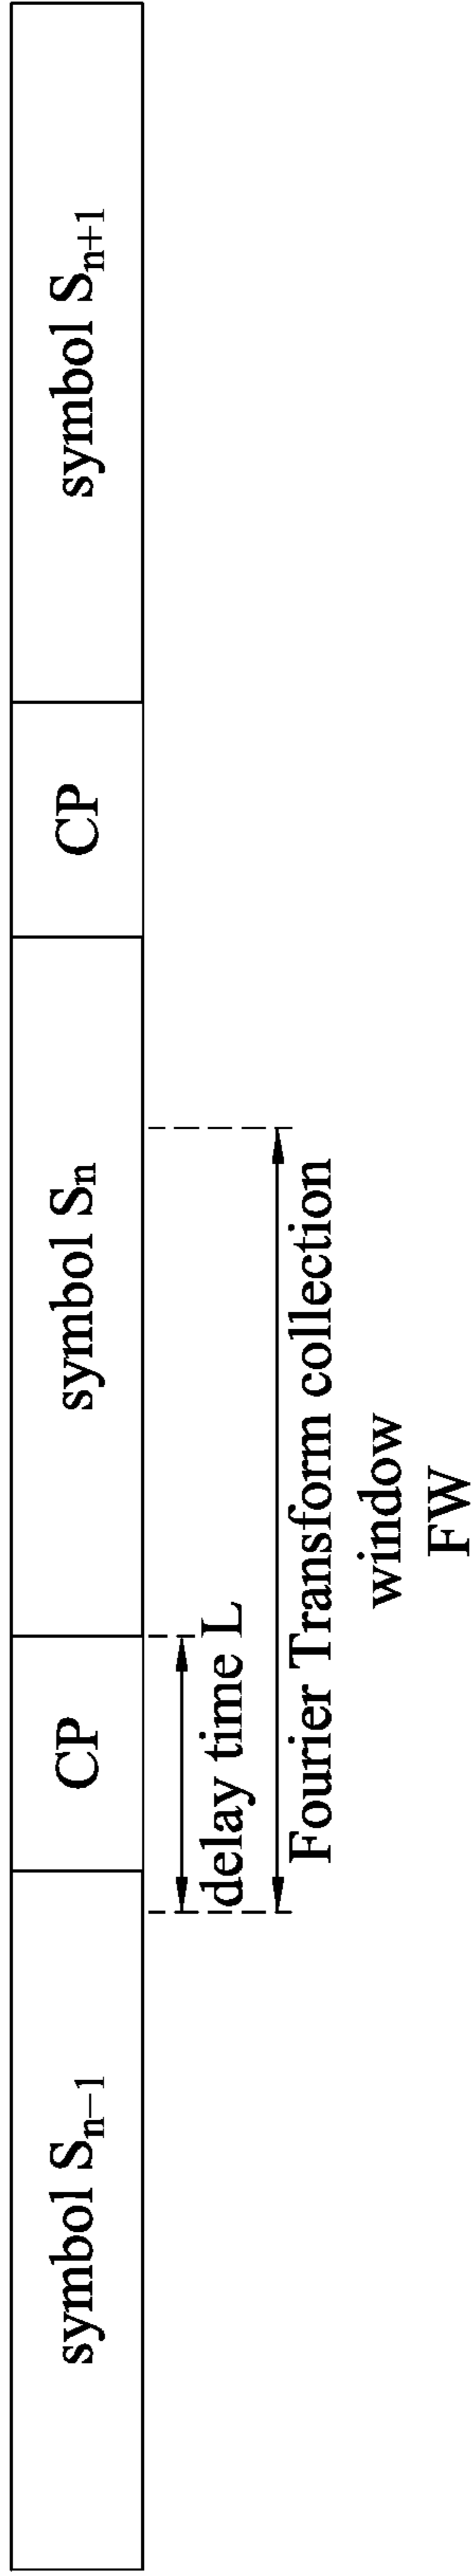 symbol Sₙ₋₁
CP
symbol Sₙ
CP
symbol Sₙ₊₁
delay time L
Fourier Transform collection
window
FW